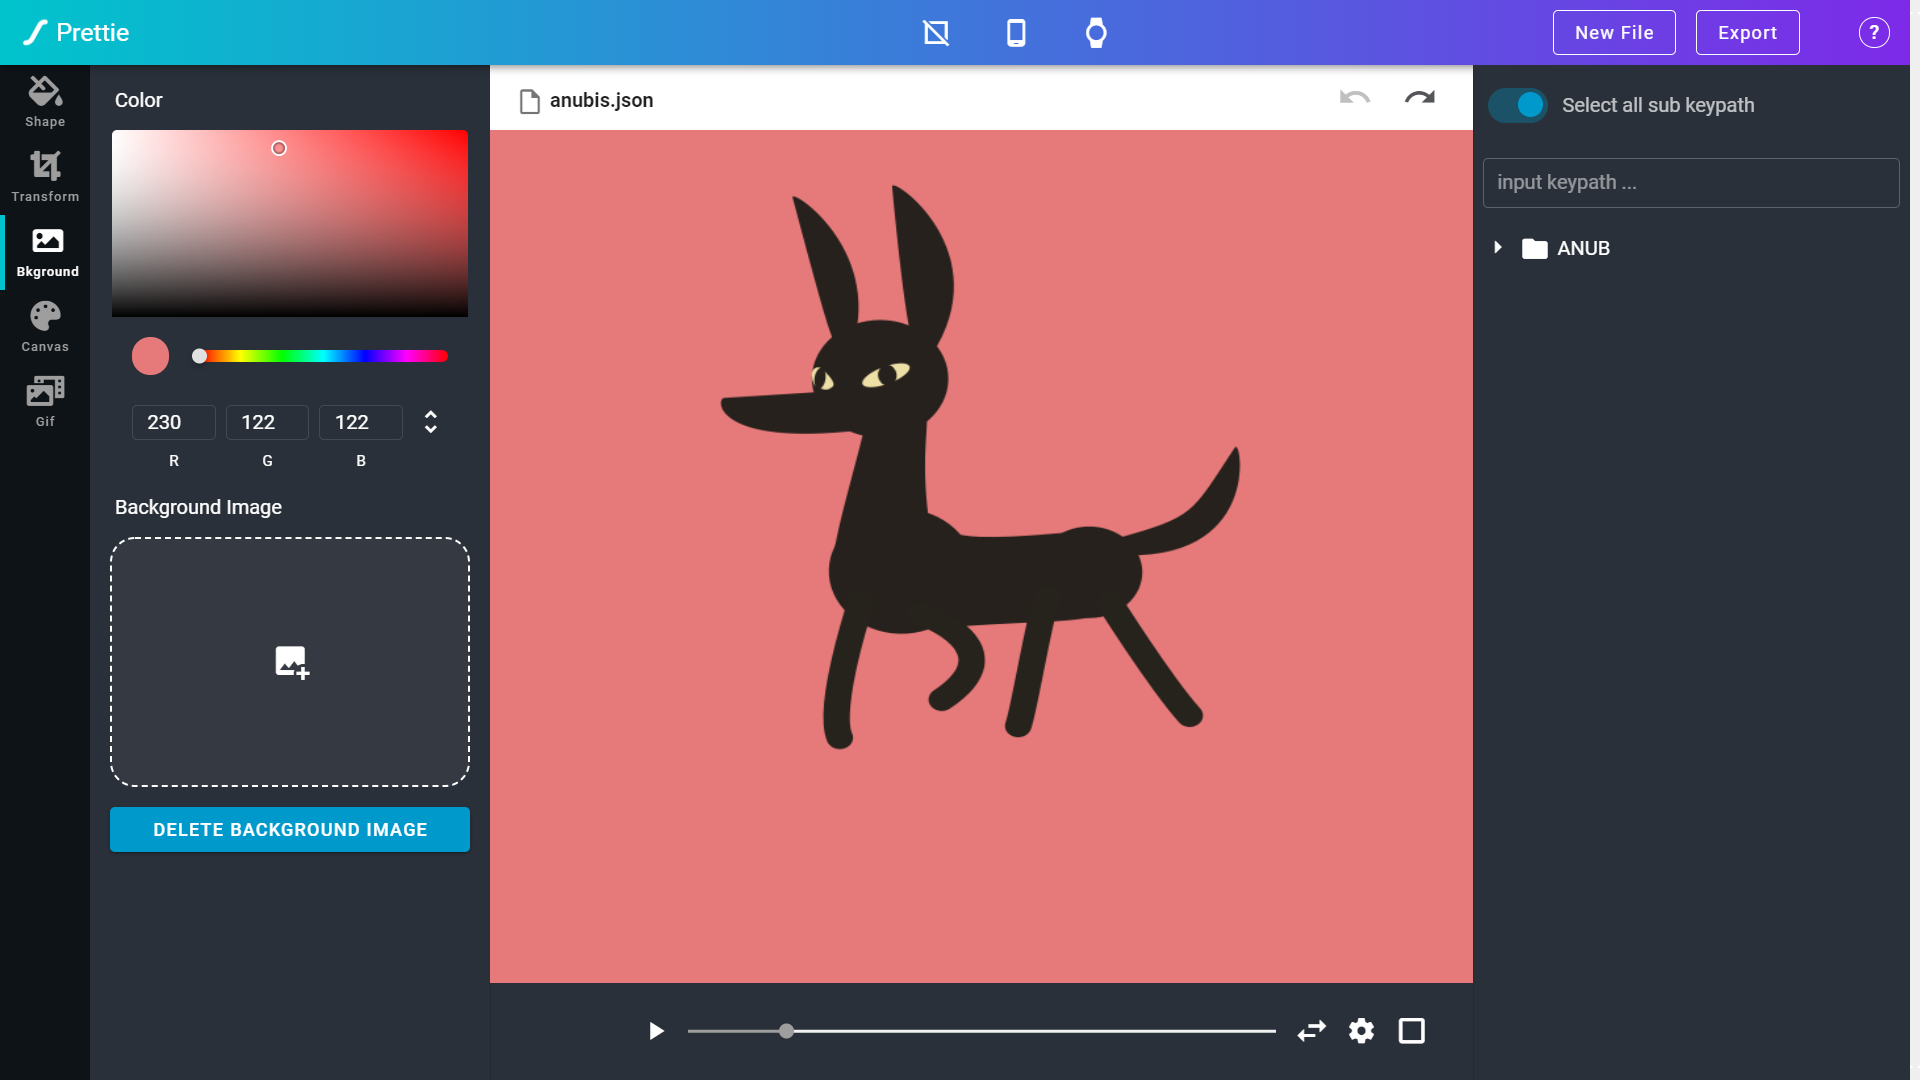 Prettie
New File
Export
?
Shape
Transform
Bkground
Canvas
Gif
Color
230
122
122
R
G
B
Background Image
DELETE BACKGROUND IMAGE
anubis.json
Select all sub keypath
input keypath ...
ANUB